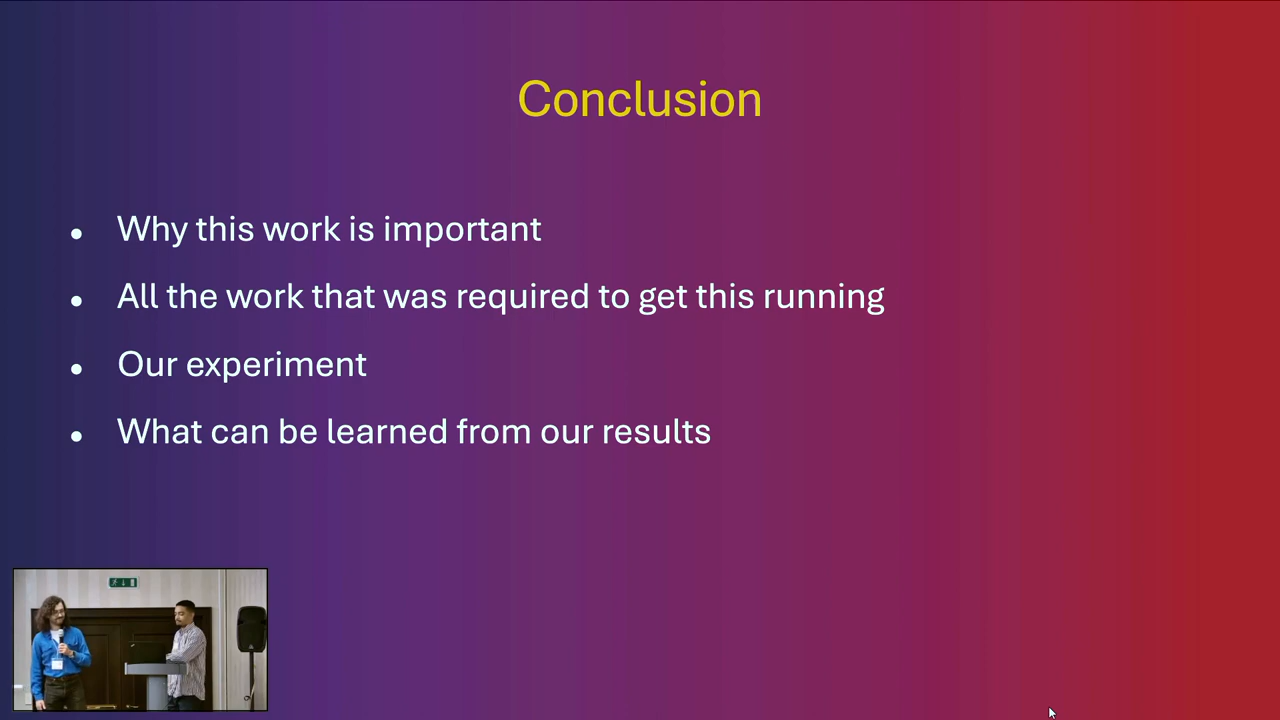 Conclusion
Why this work is important
All the work that was required to get this running
Our experiment
What can be learned from our results